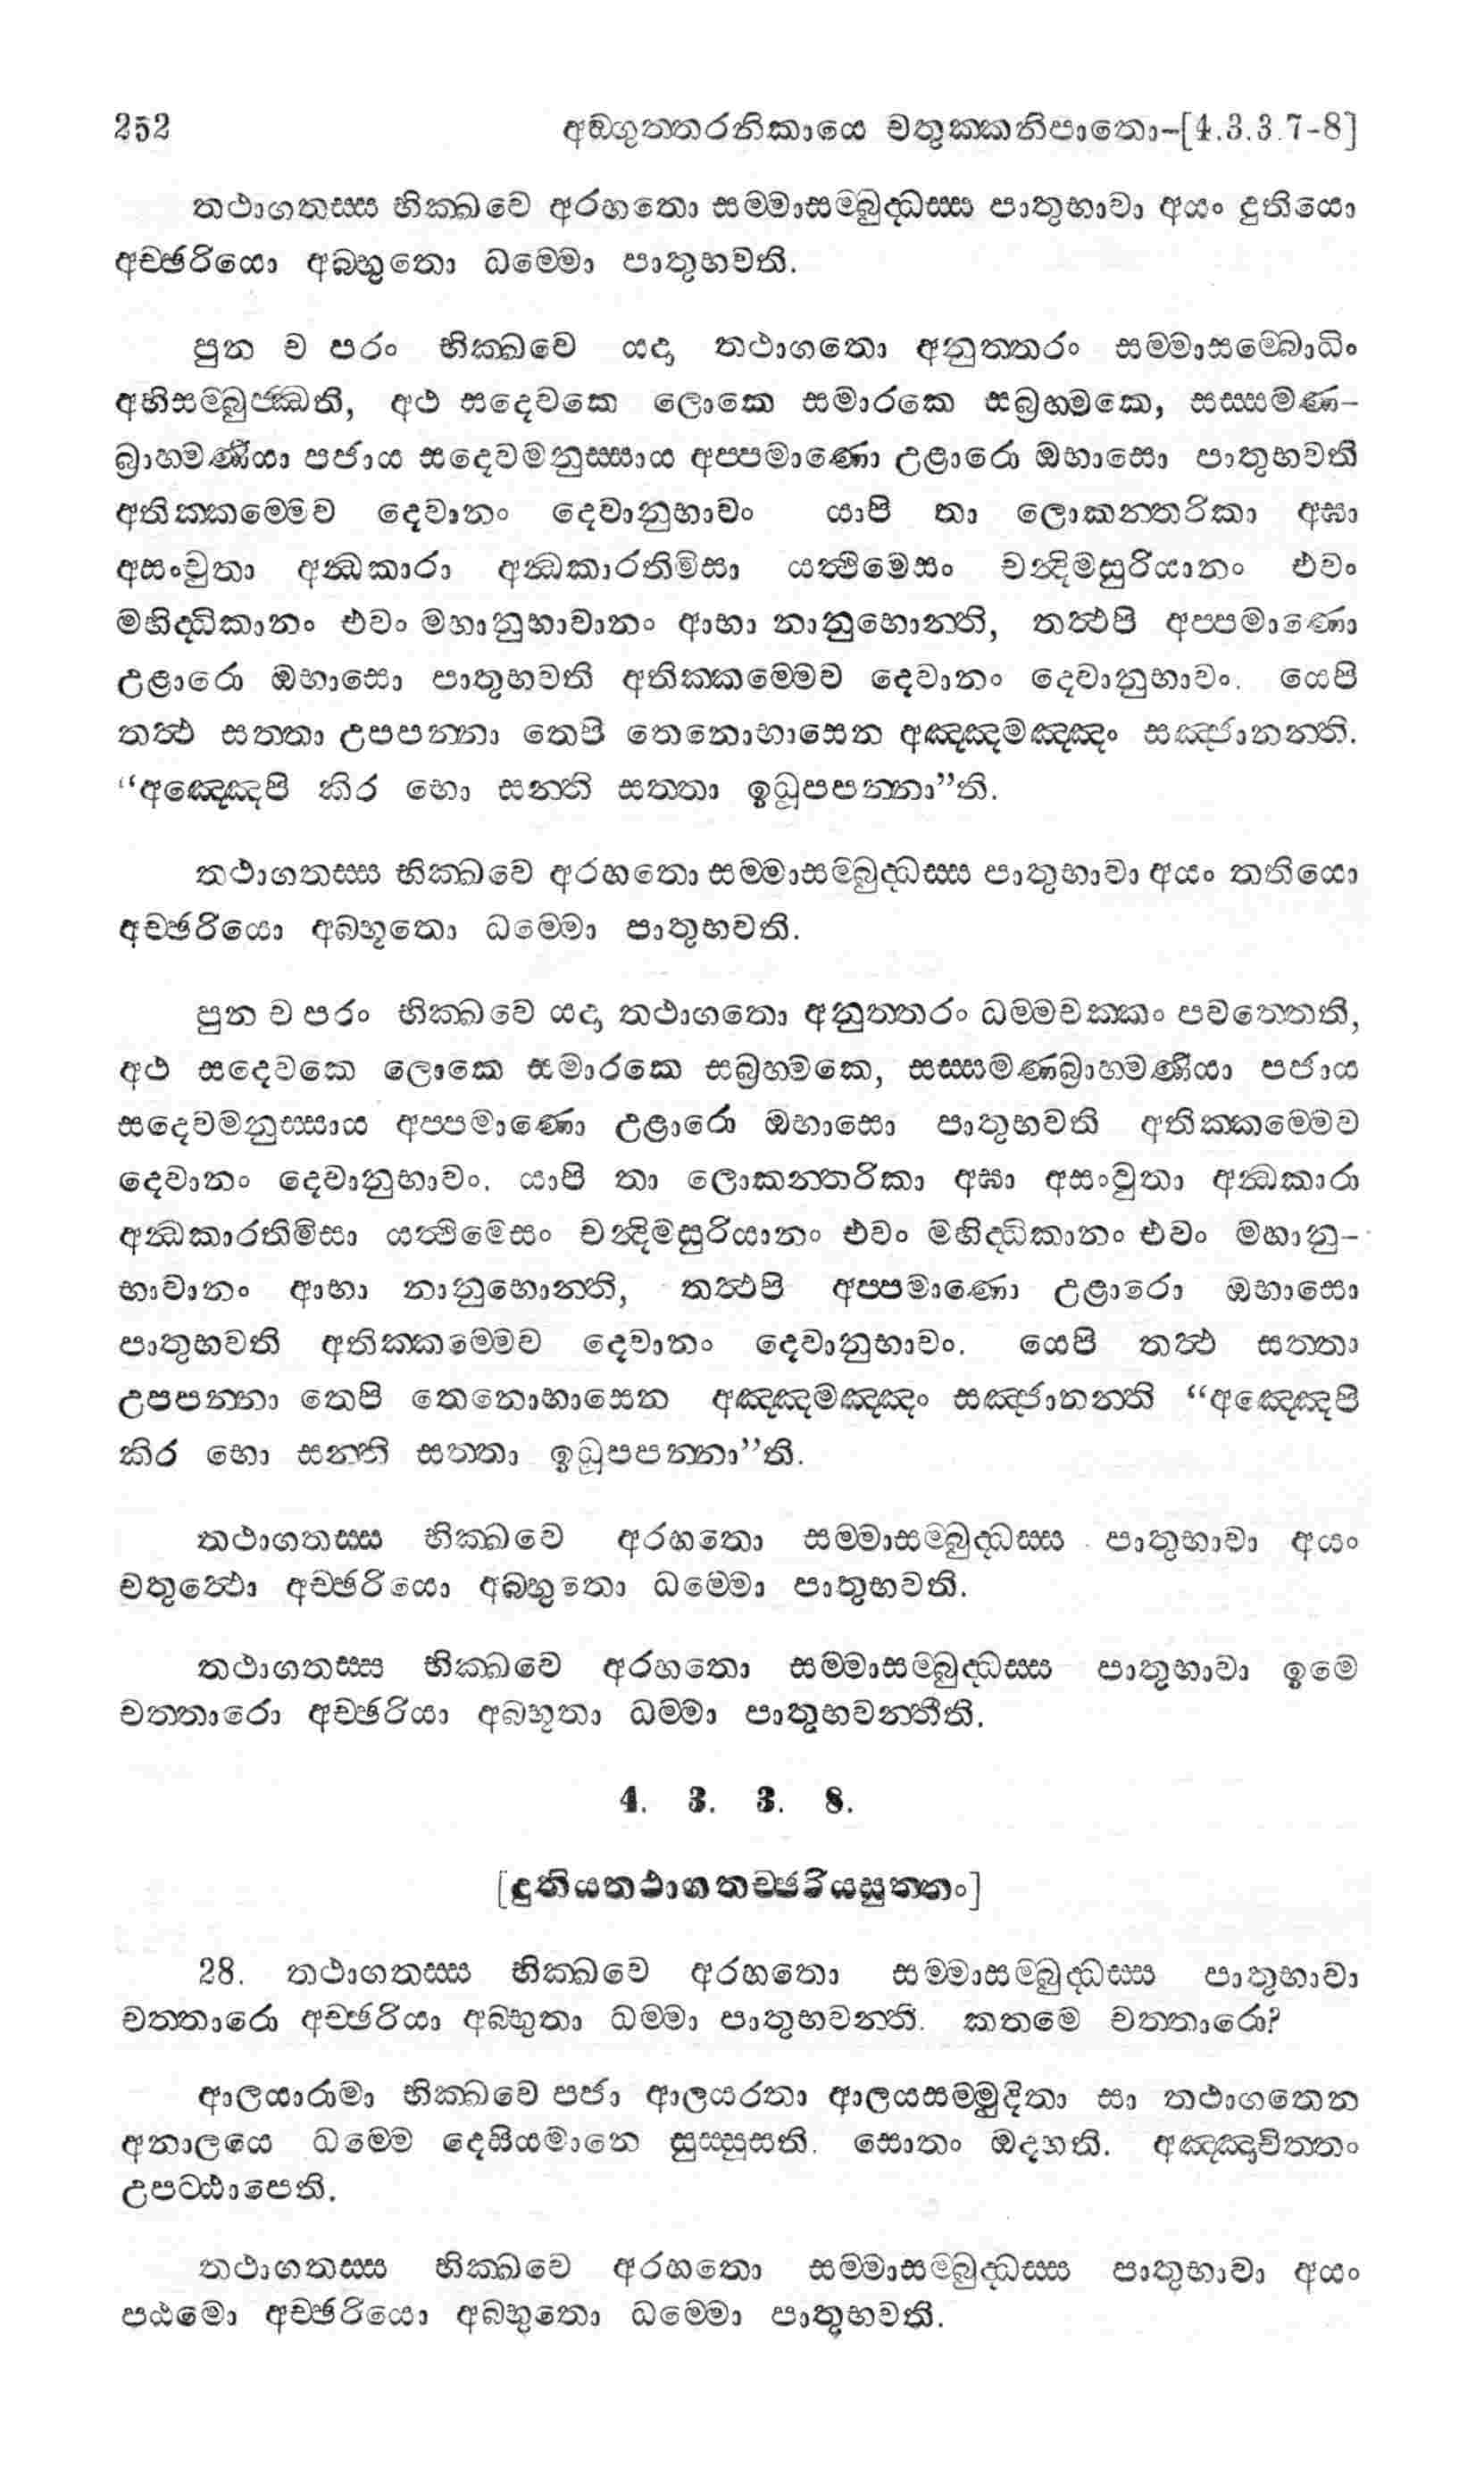 252 අඞ්ගුත්තරනිකායෙ චතුක්කනිපාතො-[4.3.3.7-8]
තථාගතස්ස භික්ඛවෙ අරහතො සම්මාසම්බුද්ධස්ස පාතුභාවා අයං දුතියො
අච්ඡරියො අබ්භුතො ධම්මො පාතුභවති.
පුන ච පරං භික්ඛවෙ යදා තථාගතො අනුත්තරං සම්මාසම්බොධිං
අභිසම්බුජ්ඣති, අථ සදෙවකෙ ලොකෙ සමාරකෙ සබ්‍රහ්මකෙ, සස්සමණ-
බ්‍රාහ්මණියා පජාය සදෙවමනුස්සාය අප්පමාණො උළාරො ඔභාසො පාතුභවති
අතික්කම්මෙව දෙවානං දෙවානුභාවං යාපි තා ලොකන්තරිකා අඝා
අසංවුතා අන්ධකාරා අන්ධකාරතිමිසා යත්ථිමෙසං චන්දිමසුරියානං එවං
මහිද්ධිකානං එවං මහානුභාවානං ආභා නානුභොන්ති, තත්ථපි අප්පමාණො
උළාරො ඔභාසො පාතුභවති අතික්කම්මෙව දෙවානං දෙවානුභාවං. යෙපි
තත්ථ සත්තා උපපන්නා තෙපි තෙනොභාසෙන අඤ්ඤමඤ්ඤං සඤ්ජානන්ති.
“අඤ්ඤෙපි කිර භො සන්ති සත්තා ඉධූපපන්නා”ති.
තථාගතස්ස භික්ඛවෙ අරහතො සම්මාසම්බුද්ධස්ස පාතුභාවා අයං තතියො
අච්ඡරියො අබ්භූතො ධම්මො පාතුභවති.
පුන ච පරං භික්ඛවෙ යදා තථාගතො අනුත්තරං ධම්මචක්කං පවත්තෙති,
අථ සදෙවකෙ ලොකෙ සමාරකෙ සබ්‍රහ්මකෙ, සස්සමණබ්‍රාහ්මණියා පජාය
සදෙවමනුස්සාය අප්පමාණො උළාරො ඔභාසො පාතුභවති අතික්කම්මෙව
දෙවානං දෙවානුභාවං. යාපි තා ලොකන්තරිකා අඝා අසංවුතා අන්ධකාරා
අන්ධකාරතිමිසා යත්ථිමෙසං චන්දිමසුරියානං එවං මහිද්ධිකානං එවං මහානු-
භාවානං ආභා නානුභොන්ති, තත්ථපි අප්පමාණො උළාරො ඔභාසො
පාතුභවති අතික්කම්මෙව දෙවානං දෙවානුභාවං. යෙපි තත්ථ සත්තා
උපපන්නා තෙපි තෙනොභාසෙන අඤ්ඤමඤ්ඤං සඤ්ජානන්ති “අඤ්ඤෙපි
කිර භො සන්ති සත්තා ඉධූපපන්නා”ති.
තථාගතස්ස භික්ඛවෙ අරහතො සම්මාසම්බුද්ධස්ස පාතුභාවා අයං
චතුත්ථො අච්ඡරියො අබ්භුතො ධම්මො පාතුභවති.
තථාගතස්ස භික්ඛවෙ අරහතො සම්මාසම්බුද්ධස්ස පාතුභාවා ඉමෙ
චත්තාරො අච්ඡරියා අබ්භූතා ධම්මා පාතුභවන්තීති.
4. 3. 3. 8.
[දුතියතථාගතච්ඡරියසුත්තං]
28. තථාගතස්ස භික්ඛවෙ අරහතො සම්මාසම්බුද්ධස්ස පාතුභාවා
චත්තාරො අච්ඡරියා අබ්භුතා ධම්මා පාතුභවන්ති. කතමෙ චත්තාරො?
ආලයාරාමා භික්ඛවෙ පජා ආලයරතා ආලයසම්මුදිතා සා තථාගතෙන
අනාලයෙ ධම්මෙ දෙසියමානෙ සුස්සූසති. සොතං ඔදහති. අඤ්ඤාචිත්තං
උපට්ඨාපෙති.
තථාගතස්ස භික්ඛවෙ අරහතො සම්මාසම්බුද්ධස්ස පාතුභාවා අයං
පඨමො අච්ඡරියො අබ්භුතො ධම්මො පාතුභවති.